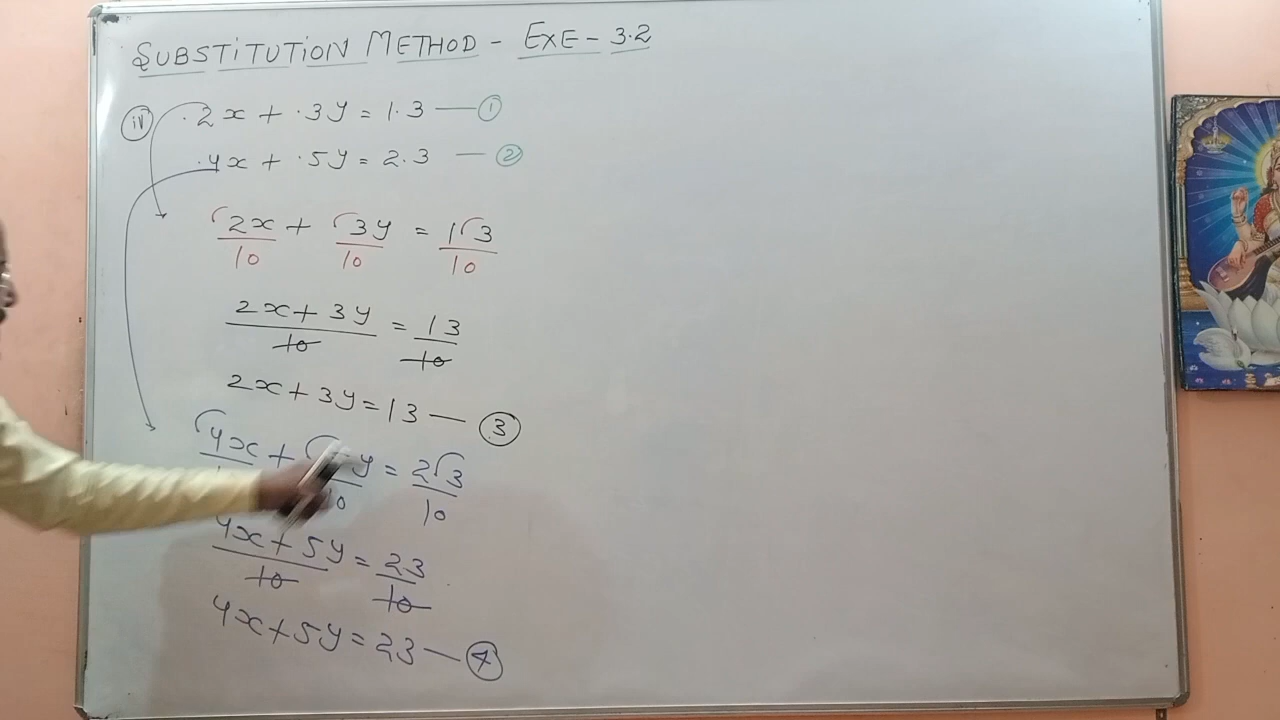 SUBSTITUTION METHOD - EXE - 3.2
iv) .2x + .3y = 1.3 — ①
.4x + .5y = 2.3 — ②
2x/10 + 3y/10 = 13/10
2x + 3y/10 = 13/10
2x + 3y = 13 — ③
4x + y/10 = 23/10
4x + 5y/10 = 23/10
4x + 5y = 23 — ④